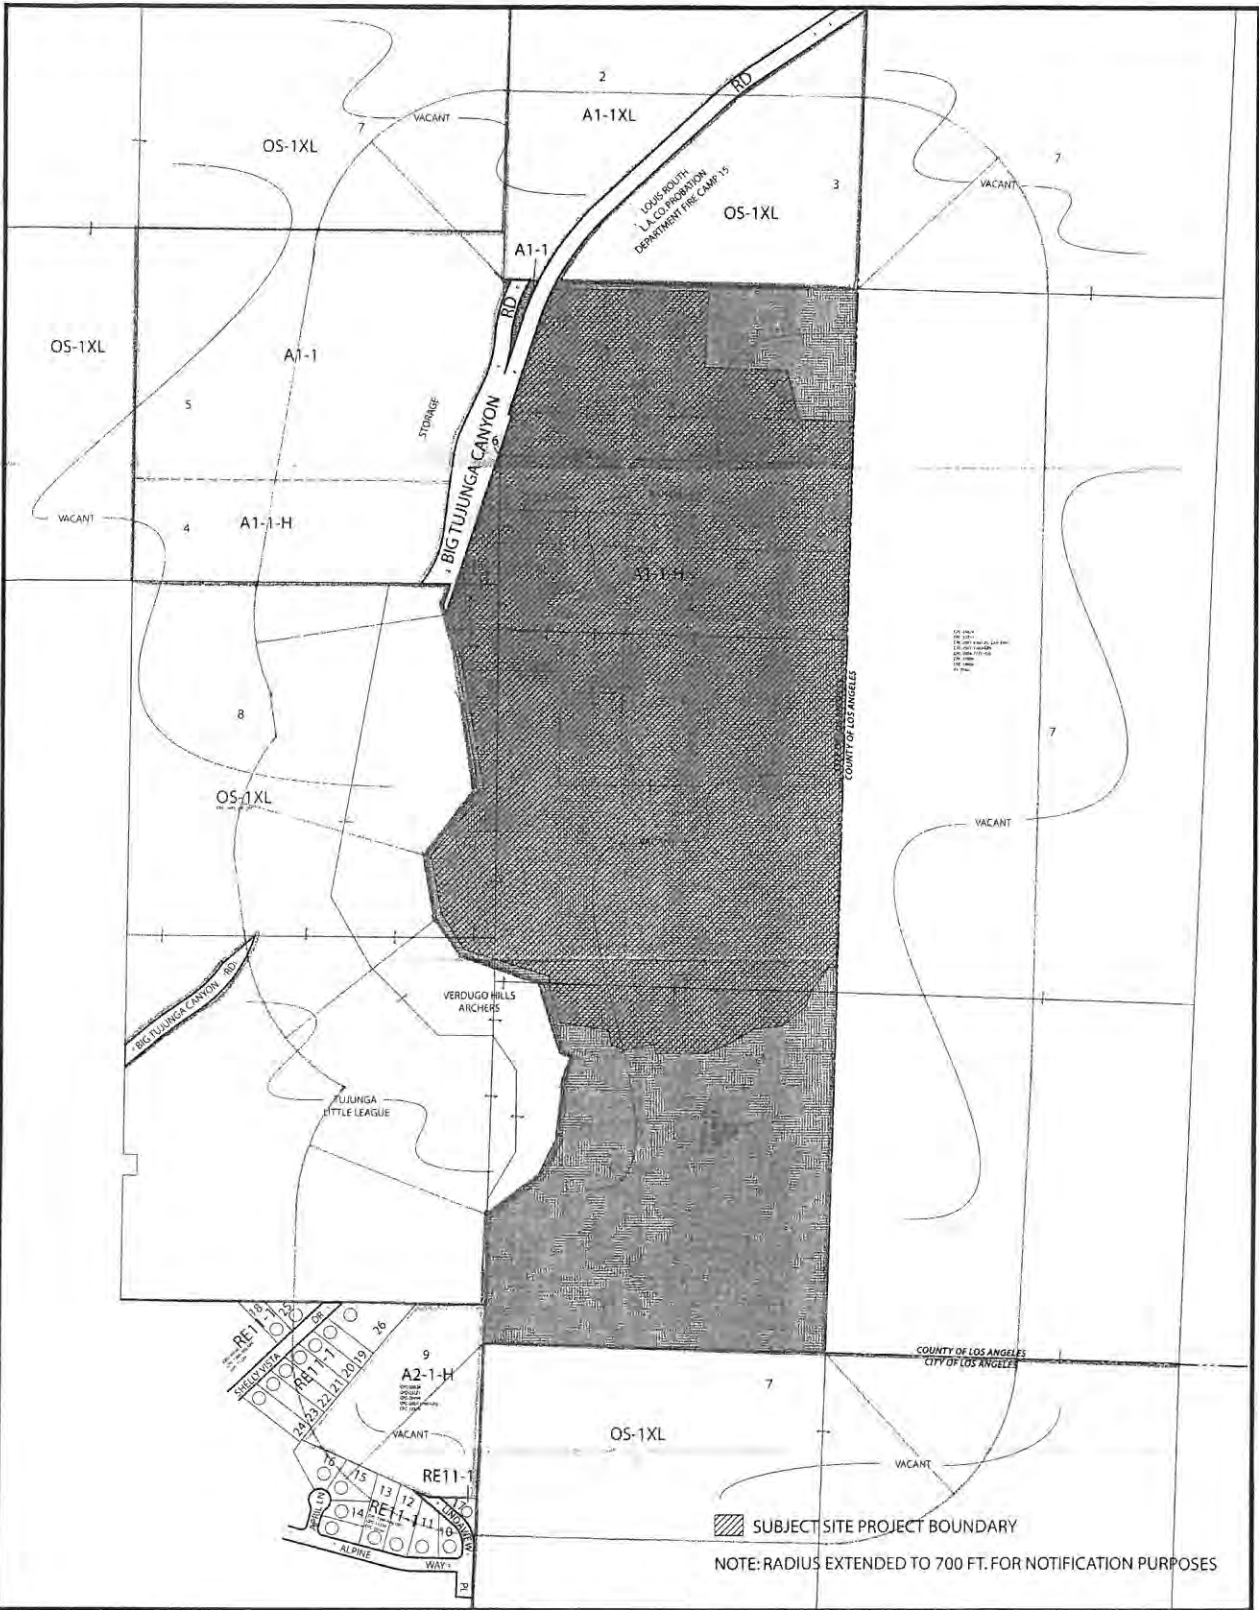 2
RD
A1-1XL
VACANT
7
OS-1XL
7
LOUIS ROUTH
L.A. CO. PROBATION
DEPARTMENT FIRE CAMP 15
3
VACANT
OS-1XL
A1-1
RD
OS-1XL
A1-1
5
STORAGE
BIG TUJUNGA CANYON
6
VACANT
4
A1-1-H
A1-1-H
8
COUNTY OF LOS ANGELES
7
OS-1XL
VACANT
BIG TUJUNGA CANYON RD
VERDUGO HILLS
ARCHERS
TUJUNGA
LITTLE LEAGUE
18
25
RE11-1
DR
SHELLY VISTA
RE11-1
26
24 23 22 21 20 19
9
A2-1-H
COUNTY OF LOS ANGELES
CITY OF LOS ANGELES
7
VACANT
OS-1XL
VACANT
RE11-1
16
15
13
12
17
APRIL LN
14
RE11-1
11
10
LINDAVIEW
ALPINE WAY
PL
SUBJECT SITE PROJECT BOUNDARY
NOTE: RADIUS EXTENDED TO 700 FT. FOR NOTIFICATION PURPOSES